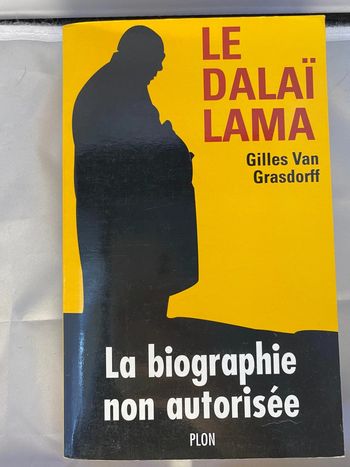 LE
DALAÏ
LAMA
Gilles Van
Grasdorff
La biographie
non autorisée
PLON